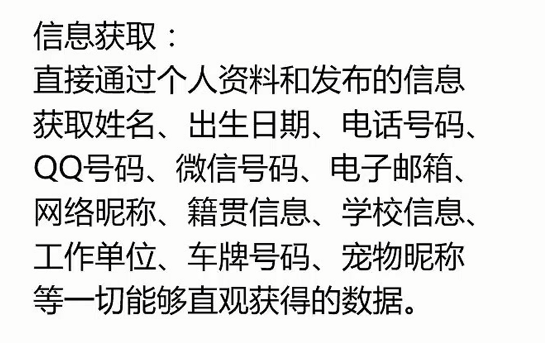 信息获取：
直接通过个人资料和发布的信息
获取姓名、出生日期、电话号码、
QQ号码、微信号码、电子邮箱、
网络昵称、籍贯信息、学校信息、
工作单位、车牌号码、宠物昵称
等一切能够直观获得的数据。